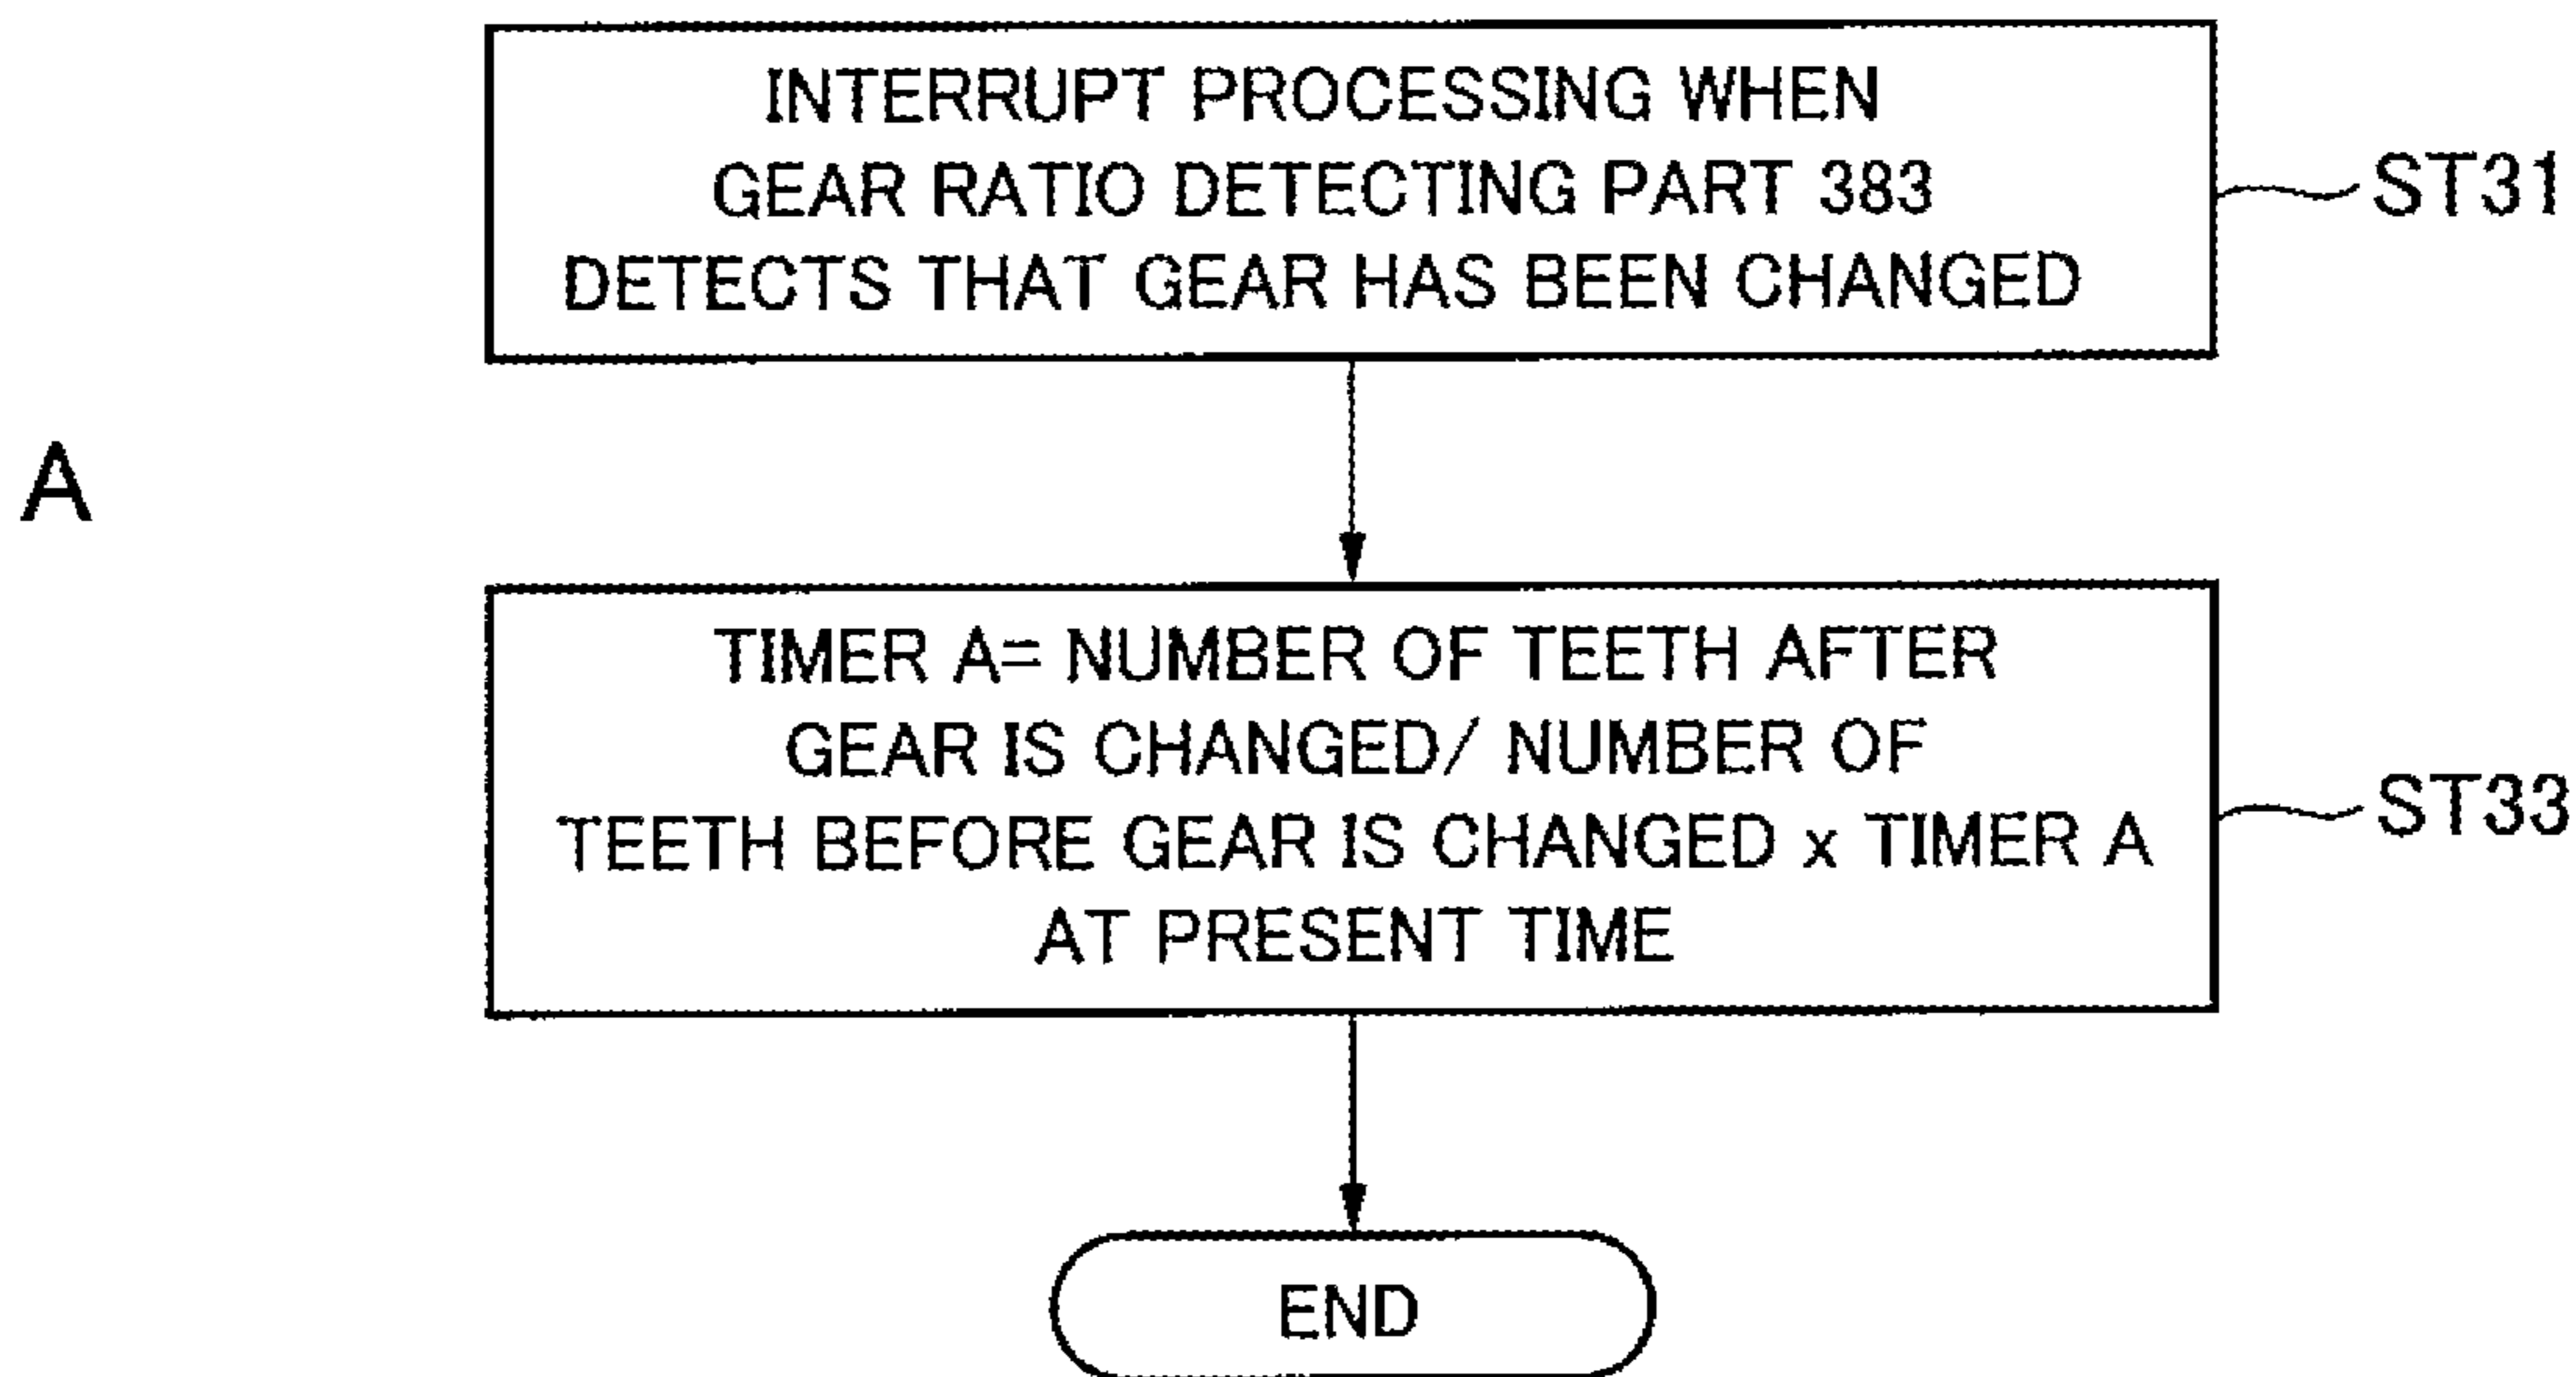 INTERRUPT PROCESSING WHEN
GEAR RATIO DETECTING PART 383
DETECTS THAT GEAR HAS BEEN CHANGED
ST31
A
TIMER A= NUMBER OF TEETH AFTER
GEAR IS CHANGED/ NUMBER OF
TEETH BEFORE GEAR IS CHANGED x TIMER A
AT PRESENT TIME
ST33
END